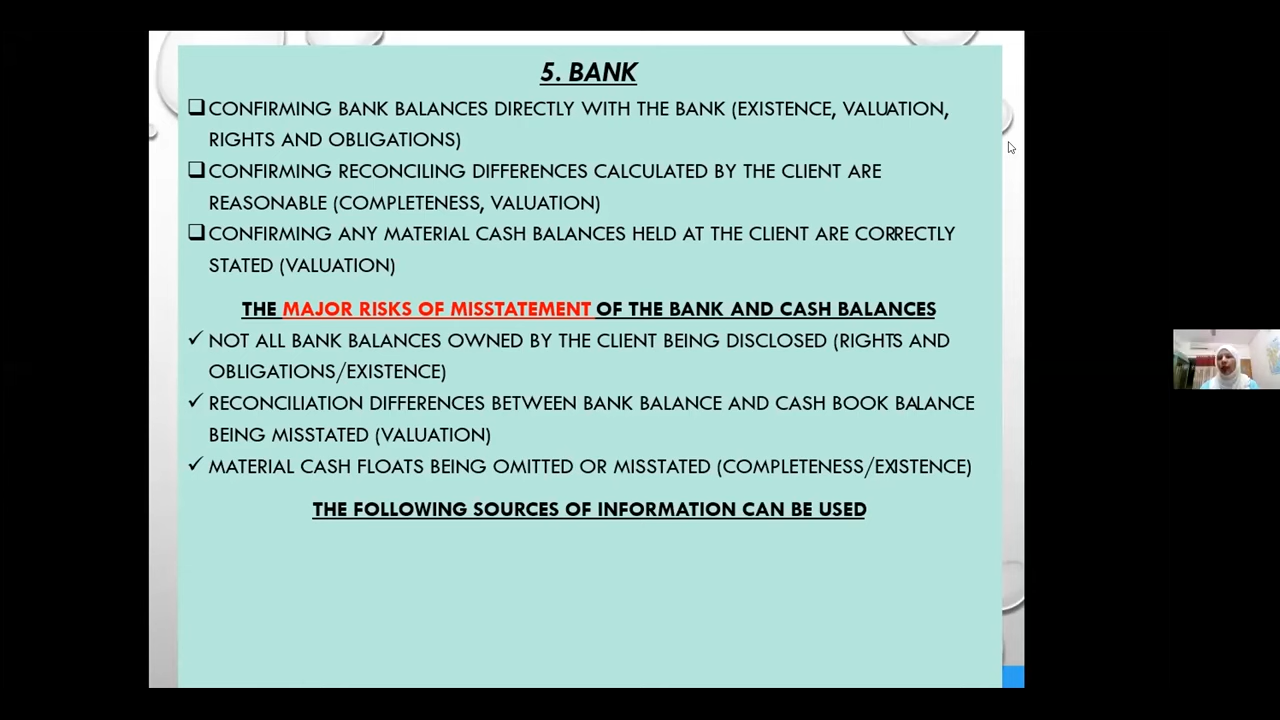 5. BANK
CONFIRMING BANK BALANCES DIRECTLY WITH THE BANK (EXISTENCE, VALUATION,
RIGHTS AND OBLIGATIONS)
CONFIRMING RECONCILING DIFFERENCES CALCULATED BY THE CLIENT ARE
REASONABLE (COMPLETENESS, VALUATION)
CONFIRMING ANY MATERIAL CASH BALANCES HELD AT THE CLIENT ARE CORRECTLY
STATED (VALUATION)
THE MAJOR RISKS OF MISSTATEMENT OF THE BANK AND CASH BALANCES
NOT ALL BANK BALANCES OWNED BY THE CLIENT BEING DISCLOSED (RIGHTS AND
OBLIGATIONS/EXISTENCE)
RECONCILIATION DIFFERENCES BETWEEN BANK BALANCE AND CASH BOOK BALANCE
BEING MISSTATED (VALUATION)
MATERIAL CASH FLOATS BEING OMITTED OR MISSTATED (COMPLETENESS/EXISTENCE)
THE FOLLOWING SOURCES OF INFORMATION CAN BE USED